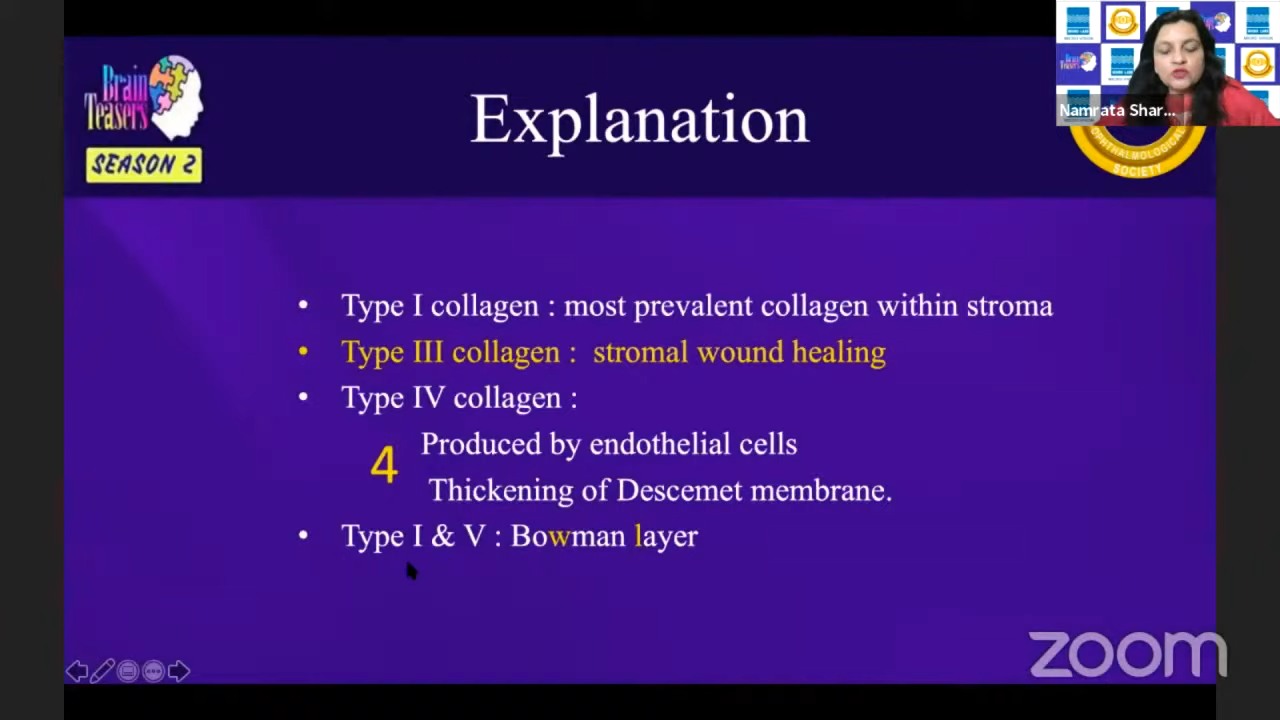 Brain
Teasers
SEASON 2
Explanation
Namrata Shar...
OPHTHALMOLOGICAL
SOCIETY
• Type I collagen : most prevalent collagen within stroma
• Type III collagen : stromal wound healing
• Type IV collagen :
4 Produced by endothelial cells
Thickening of Descemet membrane.
• Type I & V : Bowman layer
zoom